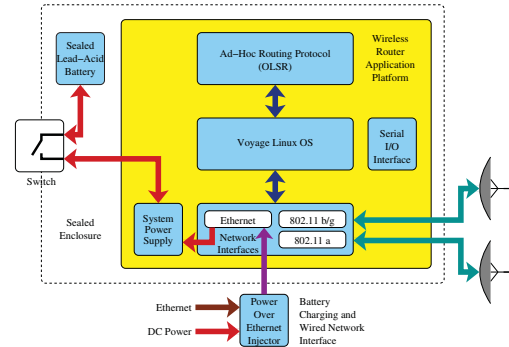 Sealed
Lead-Acid
Battery
Ad-Hoc Routing Protocol
(OLSR)
Wireless
Router
Application
Platform
Voyage Linux OS
Serial
I/O
Interface
Switch
Sealed
Enclosure
System
Power
Supply
Ethernet
802.11 b/g
Network
Interfaces
802.11 a
Ethernet
DC Power
Power
Over
Ethernet
Injector
Battery
Charging and
Wired Network
Interface